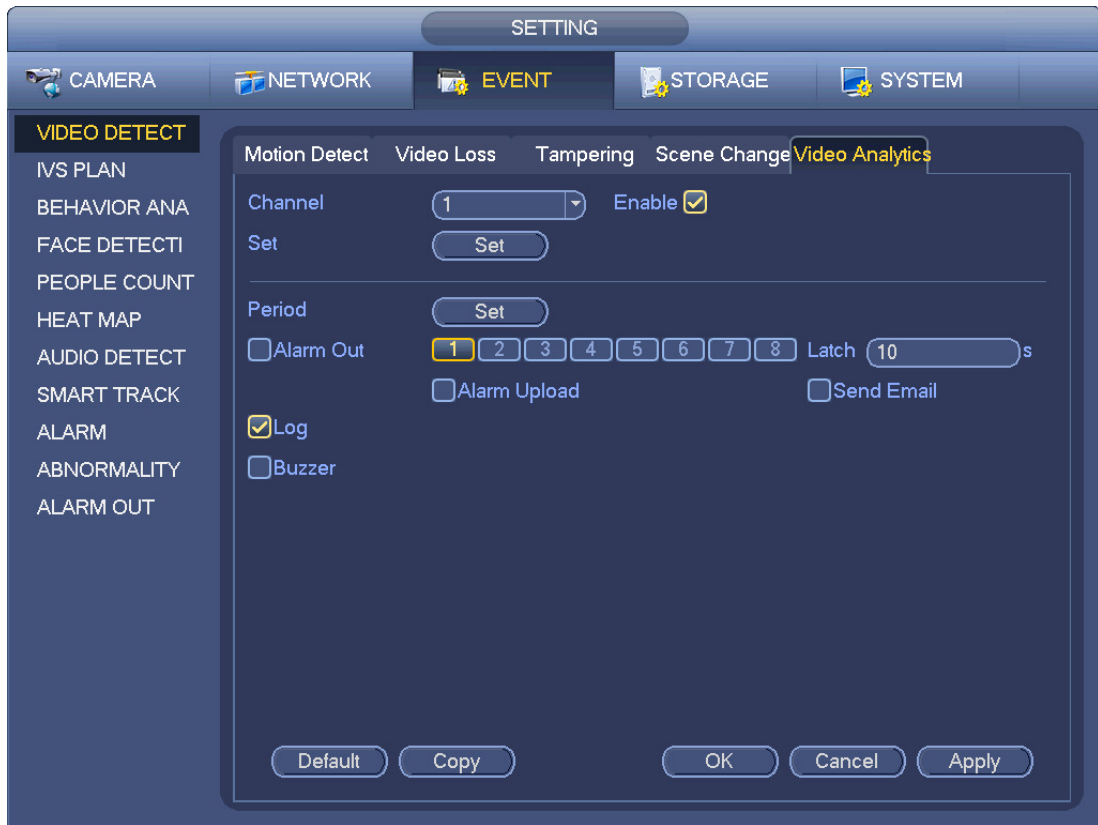 SETTING
CAMERA NETWORK EVENT STORAGE SYSTEM
VIDEO DETECT
IVS PLAN
BEHAVIOR ANA
FACE DETECTI
PEOPLE COUNT
HEAT MAP
AUDIO DETECT
SMART TRACK
ALARM
ABNORMALITY
ALARM OUT
Motion Detect Video Loss Tampering Scene Change Video Analytics
Channel 1 Enable
Set Set
Period Set
Alarm Out 1 2 3 4 5 6 7 8 Latch 10 s
Alarm Upload Send Email
Log
Buzzer
Default Copy OK Cancel Apply